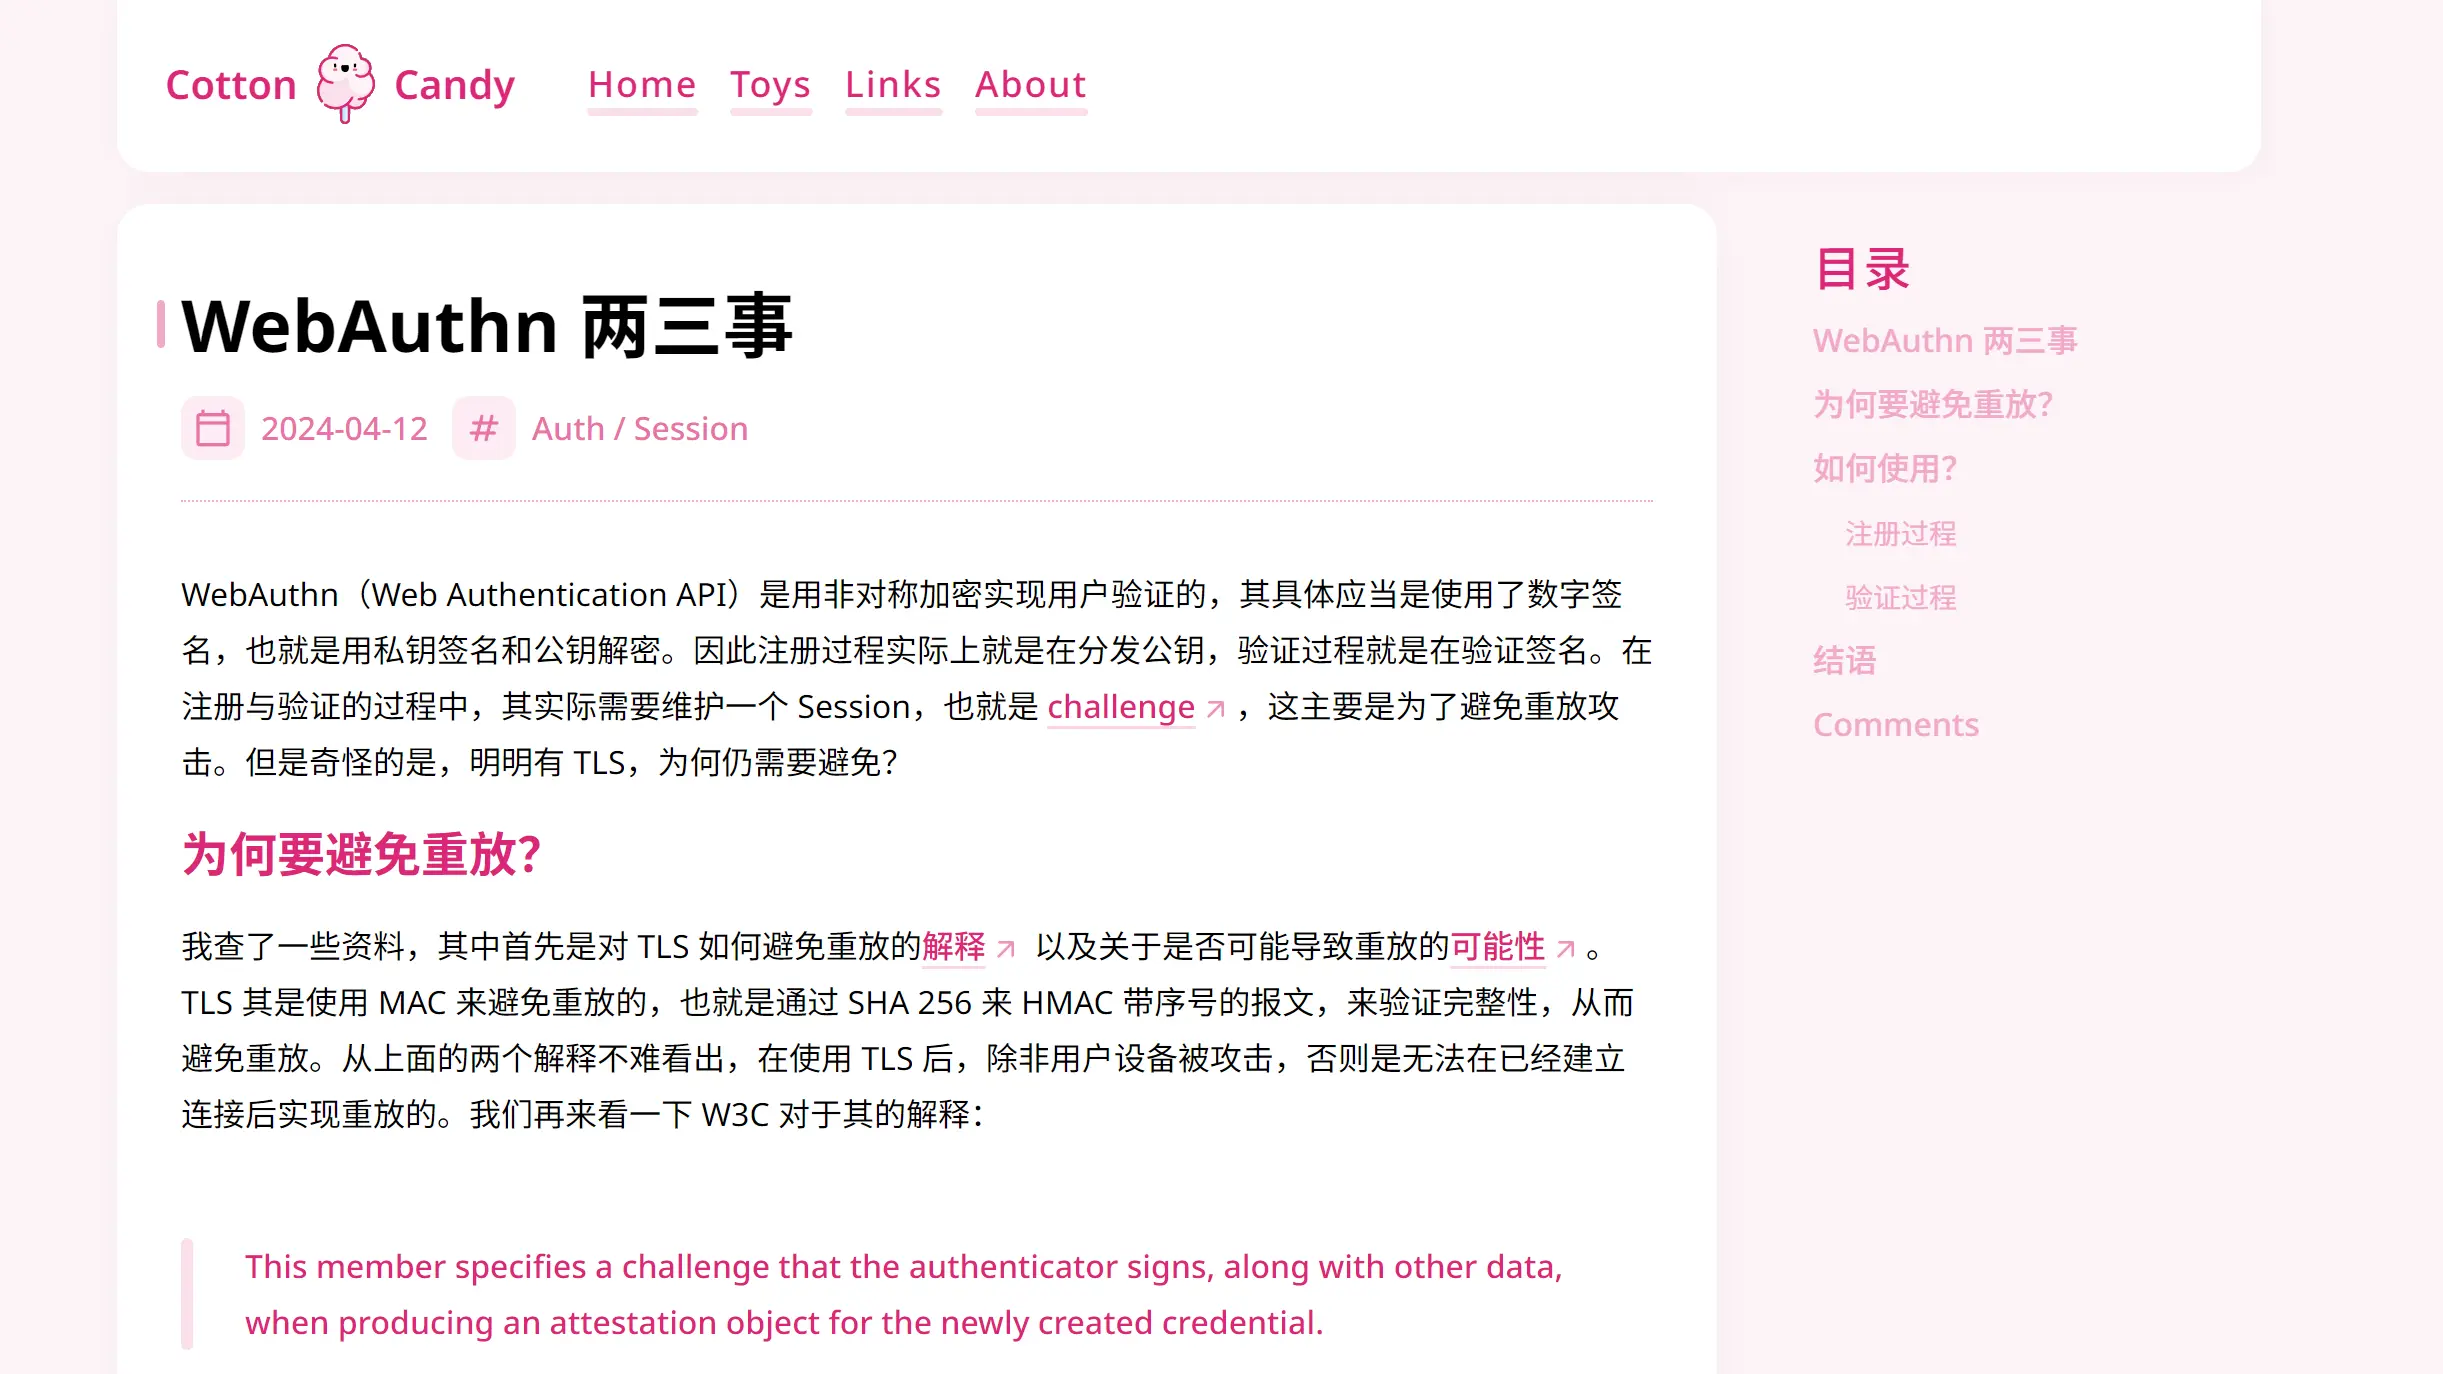 Cotton Candy
Home Toys Links About
WebAuthn 两三事
2024-04-12 # Auth / Session
WebAuthn（Web Authentication API）是用非对称加密实现用户验证的，其具体应当是使用了数字签
名，也就是用私钥签名和公钥解密。因此注册过程实际上就是在分发公钥，验证过程就是在验证签名。在
注册与验证的过程中，其实际需要维护一个 Session，也就是 challenge ，这主要是为了避免重放攻
击。但是奇怪的是，明明有 TLS，为何仍需要避免？
为何要避免重放？
我查了一些资料，其中首先是对 TLS 如何避免重放的解释 以及关于是否可能导致重放的可能性 。
TLS 其是使用 MAC 来避免重放的，也就是通过 SHA 256 来 HMAC 带序号的报文，来验证完整性，从而
避免重放。从上面的两个解释不难看出，在使用 TLS 后，除非用户设备被攻击，否则是无法在已经建立
连接后实现重放的。我们再来看一下 W3C 对于其的解释：
This member specifies a challenge that the authenticator signs, along with other data,
when producing an attestation object for the newly created credential.
目录
WebAuthn 两三事
为何要避免重放？
如何使用？
注册过程
验证过程
结语
Comments